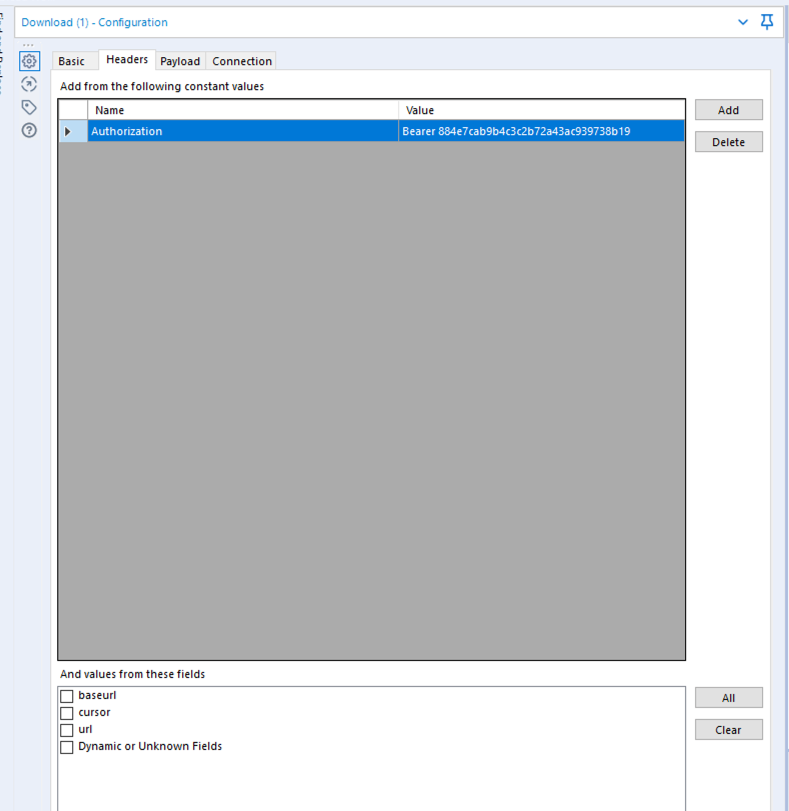 Download (1) - Configuration
Basic
Headers
Payload
Connection
Add from the following constant values
Name
Value
Add
Authorization
Bearer 884e7cab9b4c3c2b72a43ac939738b19
Delete
And values from these fields
baseurl
All
cursor
url
Clear
Dynamic or Unknown Fields